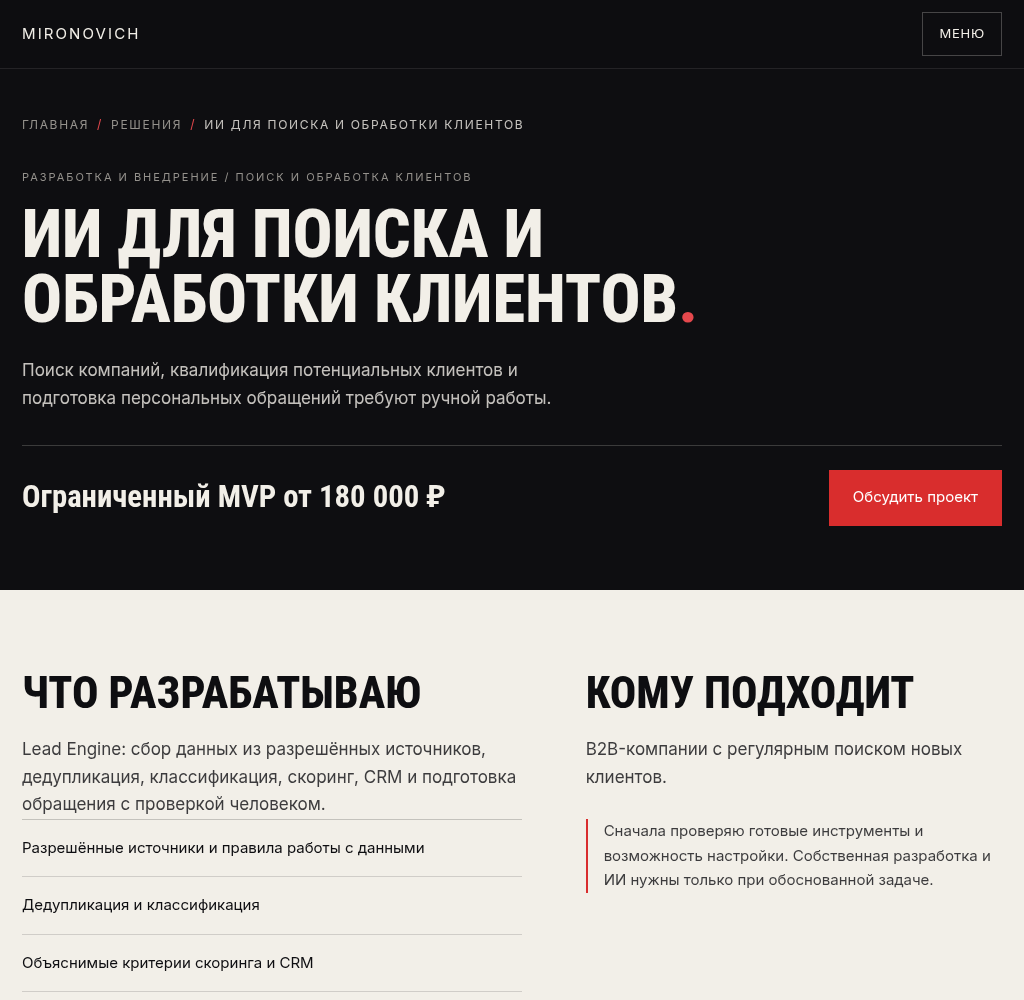 MIRONOVICH
МЕНЮ
ГЛАВНАЯ / РЕШЕНИЯ / ИИ ДЛЯ ПОИСКА И ОБРАБОТКИ КЛИЕНТОВ
РАЗРАБОТКА И ВНЕДРЕНИЕ / ПОИСК И ОБРАБОТКА КЛИЕНТОВ
ИИ ДЛЯ ПОИСКА И
ОБРАБОТКИ КЛИЕНТОВ.
Поиск компаний, квалификация потенциальных клиентов и
подготовка персональных обращений требуют ручной работы.
Ограниченный MVP от 180 000 ₽
Обсудить проект
ЧТО РАЗРАБАТЫВАЮ
Lead Engine: сбор данных из разрешённых источников,
дедупликация, классификация, скоринг, CRM и подготовка
обращения с проверкой человеком.
Разрешённые источники и правила работы с данными
Дедупликация и классификация
Объяснимые критерии скоринга и CRM
КОМУ ПОДХОДИТ
B2B-компании с регулярным поиском новых
клиентов.
Сначала проверяю готовые инструменты и
возможность настройки. Собственная разработка и
ИИ нужны только при обоснованной задаче.